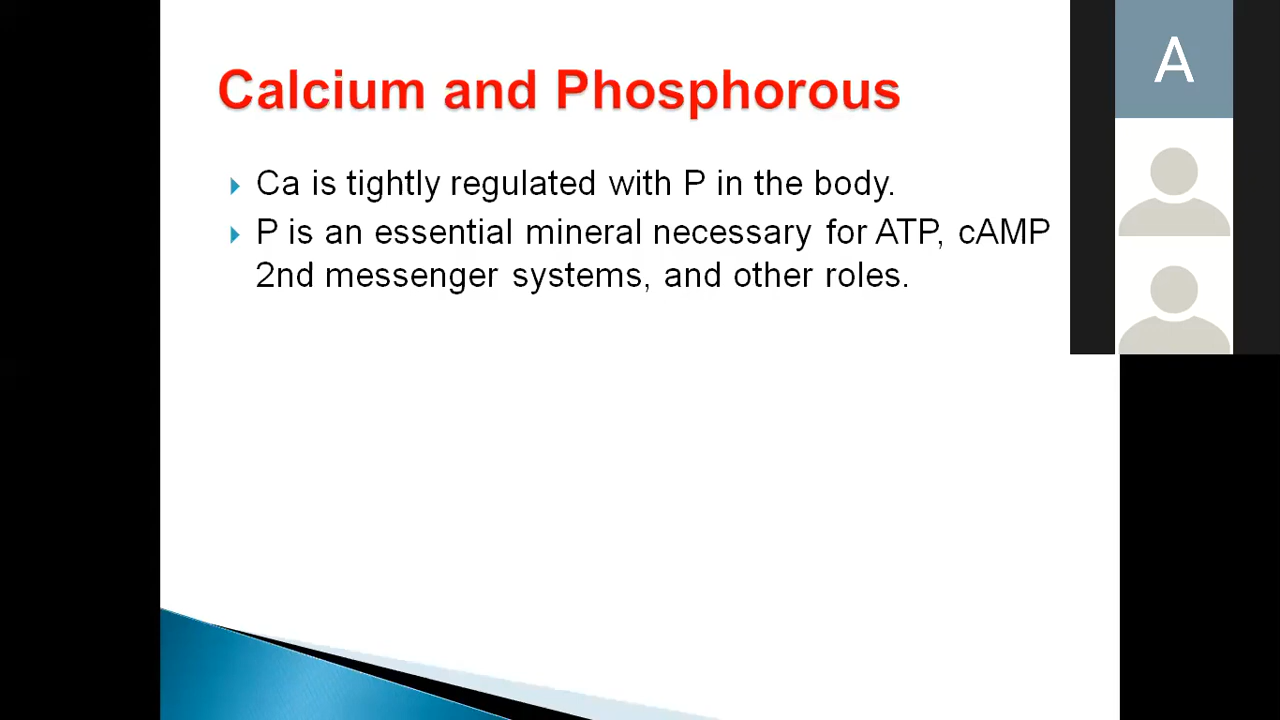 Calcium and Phosphorous
Ca is tightly regulated with P in the body.
P is an essential mineral necessary for ATP, cAMP
2nd messenger systems, and other roles.
A